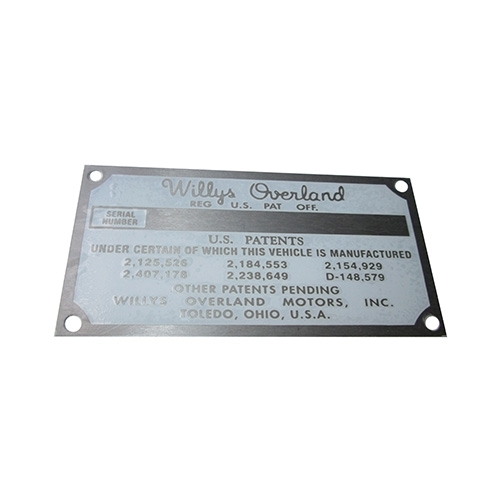 Willys Overland
REG U.S. PAT OFF.
SERIAL
NUMBER
U.S. PATENTS
UNDER CERTAIN OF WHICH THIS VEHICLE IS MANUFACTURED
2,125,526 2,184,553 2,154,929
2,407,178 2,238,649 D-148,579
OTHER PATENTS PENDING
WILLYS OVERLAND MOTORS, INC.
TOLEDO, OHIO, U.S.A.